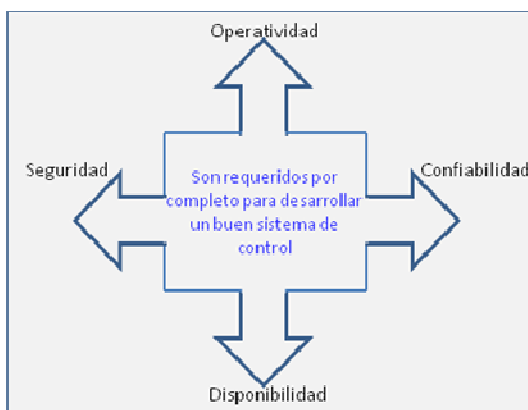 Operatividad
Seguridad
Confiabilidad
Son requeridos por
completo para desarrollar
un buen sistema de
control
Disponibilidad